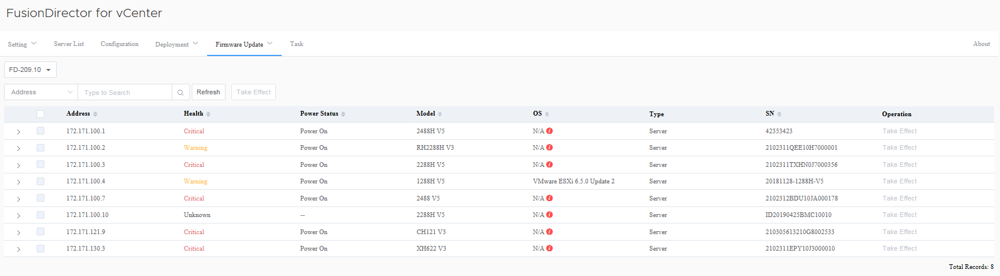 FusionDirector for vCenter
Setting Server List Configuration Deployment Firmware Update Task About
FD-209.10
Address Type to Search Refresh Take Effect
Address Health Power Status Model OS Type SN Operation
172.171.100.1 Critical Power On 2488H V5 N/A i Server 42353423 Take Effect
172.171.100.2 Warning Power On RH2288H V3 N/A i Server 2102311QEE10H7000001 Take Effect
172.171.100.3 Critical Power On 2288H V5 N/A i Server 2102311TXHN0J7000356 Take Effect
172.171.100.4 Warning Power On 1288H V5 VMware ESXi 6.5.0 Update 2 Server 20181128-1288H-V5 Take Effect
172.171.100.7 Critical Power On 2488 V5 N/A i Server 2102312BDU10JA000178 Take Effect
172.171.100.10 Unknown -- 2288H V5 N/A i Server ID20190425BMC10010 Take Effect
172.171.121.9 Critical Power On CH121 V3 N/A i Server 210305613210G8002533 Take Effect
172.171.130.3 Critical Power On XH622 V3 N/A i Server 2102311EPY10J3000010 Take Effect
Total Records: 8